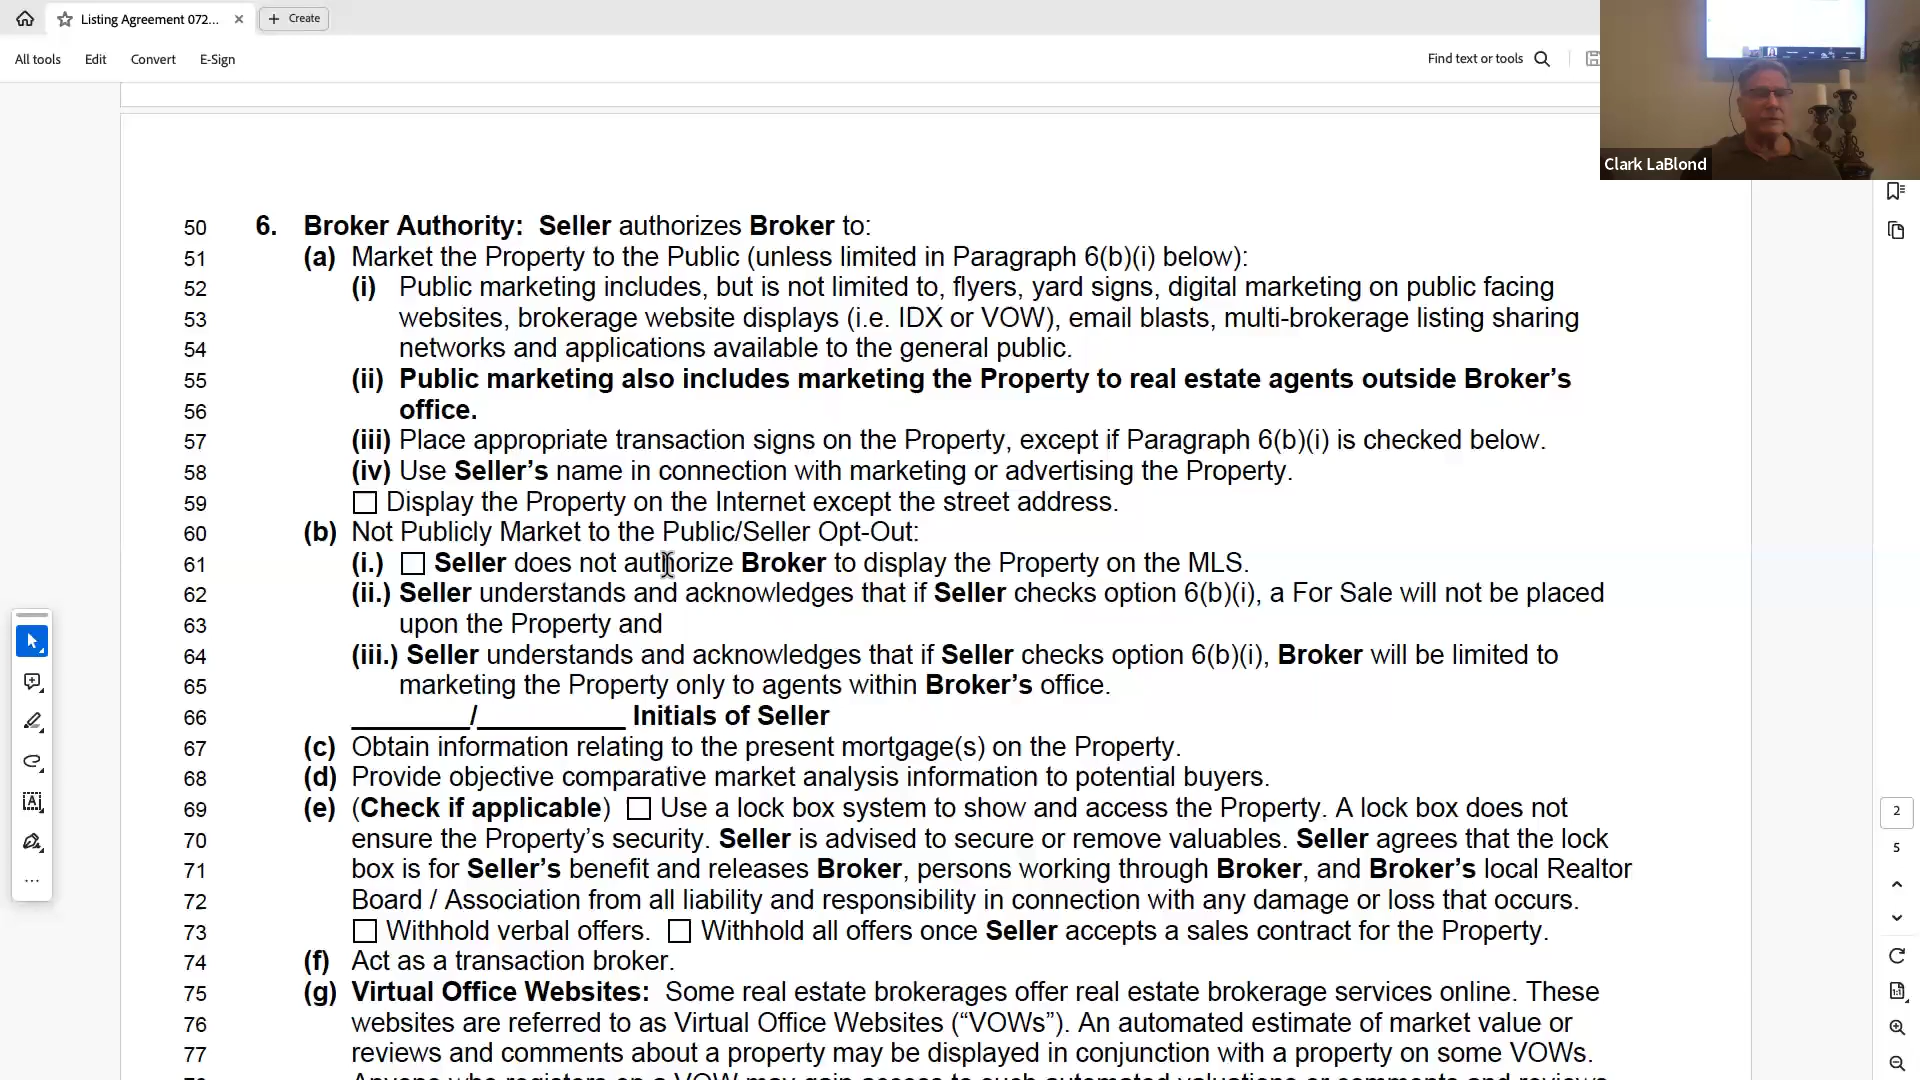 Listing Agreement 072...
Create
All tools
Edit
Convert
E-Sign
Find text or tools
Clark LaBlond
50 6. Broker Authority: Seller authorizes Broker to:
51 (a) Market the Property to the Public (unless limited in Paragraph 6(b)(i) below):
52 (i) Public marketing includes, but is not limited to, flyers, yard signs, digital marketing on public facing
53 websites, brokerage website displays (i.e. IDX or VOW), email blasts, multi-brokerage listing sharing
54 networks and applications available to the general public.
55 (ii) Public marketing also includes marketing the Property to real estate agents outside Broker’s
56 office.
57 (iii) Place appropriate transaction signs on the Property, except if Paragraph 6(b)(i) is checked below.
58 (iv) Use Seller’s name in connection with marketing or advertising the Property.
59 Display the Property on the Internet except the street address.
60 (b) Not Publicly Market to the Public/Seller Opt-Out:
61 (i.) Seller does not authorize Broker to display the Property on the MLS.
62 (ii.) Seller understands and acknowledges that if Seller checks option 6(b)(i), a For Sale will not be placed
63 upon the Property and
64 (iii.) Seller understands and acknowledges that if Seller checks option 6(b)(i), Broker will be limited to
65 marketing the Property only to agents within Broker’s office.
66 ________/__________ Initials of Seller
67 (c) Obtain information relating to the present mortgage(s) on the Property.
68 (d) Provide objective comparative market analysis information to potential buyers.
69 (e) (Check if applicable) Use a lock box system to show and access the Property. A lock box does not
70 ensure the Property’s security. Seller is advised to secure or remove valuables. Seller agrees that the lock
71 box is for Seller’s benefit and releases Broker, persons working through Broker, and Broker’s local Realtor
72 Board / Association from all liability and responsibility in connection with any damage or loss that occurs.
73 Withhold verbal offers. Withhold all offers once Seller accepts a sales contract for the Property.
74 (f) Act as a transaction broker.
75 (g) Virtual Office Websites: Some real estate brokerages offer real estate brokerage services online. These
76 websites are referred to as Virtual Office Websites (“VOWs”). An automated estimate of market value or
77 reviews and comments about a property may be displayed in conjunction with a property on some VOWs.
Anyone who registers on a VOW may gain access to such automated valuations or comments and reviews
2
5